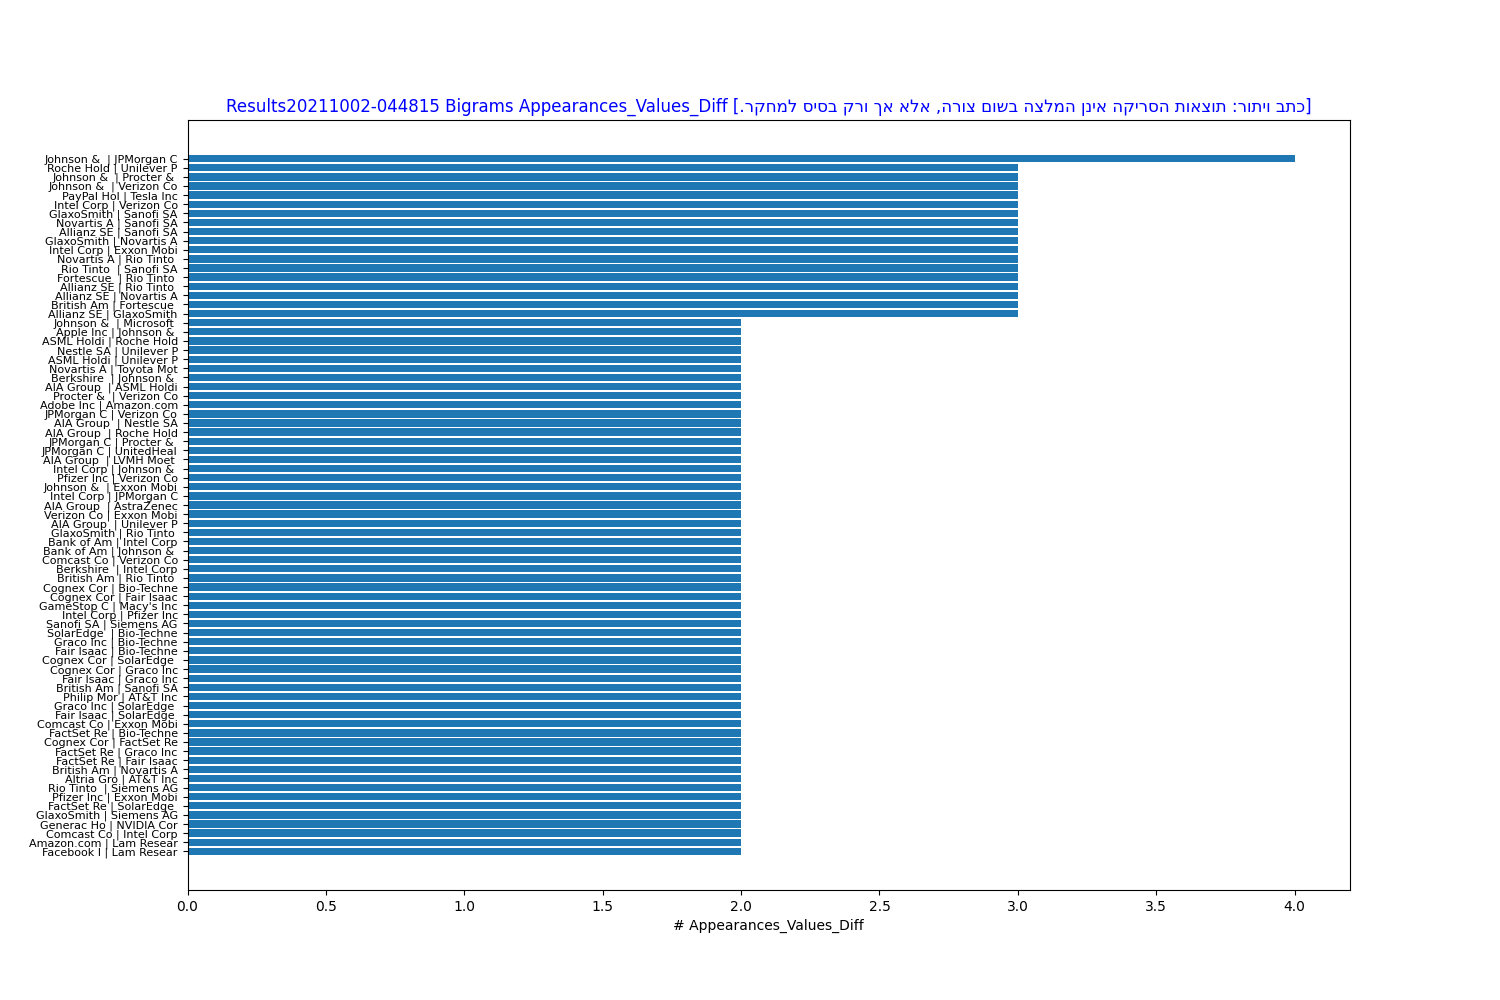 Results20211002-044815 Bigrams Appearances_Values_Diff [כתב ויתור: תוצאות הסריקה אינן המלצה בשום צורה, אלא אך ורק בסיס למחקר.]
Johnson & | JPMorgan C
Roche Hold | Unilever P
Johnson & | Procter &
Johnson & | Verizon Co
PayPal Hol | Tesla Inc
Intel Corp | Verizon Co
GlaxoSmith | Sanofi SA
Novartis A | Sanofi SA
Allianz SE | Sanofi SA
GlaxoSmith | Novartis A
Intel Corp | Exxon Mobi
Novartis A | Rio Tinto
Rio Tinto | Sanofi SA
Fortescue | Rio Tinto
Allianz SE | Rio Tinto
Allianz SE | Novartis A
British Am | Fortescue
Allianz SE | GlaxoSmith
Johnson & | Microsoft
Apple Inc | Johnson &
ASML Holdi | Roche Hold
Nestle SA | Unilever P
ASML Holdi | Unilever P
Novartis A | Toyota Mot
Berkshire | Johnson &
AIA Group | ASML Holdi
Procter & | Verizon Co
Adobe Inc | Amazon.com
JPMorgan C | Verizon Co
AIA Group | Nestle SA
AIA Group | Roche Hold
JPMorgan C | Procter &
JPMorgan C | UnitedHeal
AIA Group | LVMH Moet
Intel Corp | Johnson &
Pfizer Inc | Verizon Co
Johnson & | Exxon Mobi
Intel Corp | JPMorgan C
AIA Group | AstraZenec
Verizon Co | Exxon Mobi
AIA Group | Unilever P
GlaxoSmith | Rio Tinto
Bank of Am | Intel Corp
Bank of Am | Johnson &
Comcast Co | Verizon Co
Berkshire | Intel Corp
British Am | Rio Tinto
Cognex Cor | Bio-Techne
Cognex Cor | Fair Isaac
GameStop C | Macy's Inc
Intel Corp | Pfizer Inc
Sanofi SA | Siemens AG
SolarEdge | Bio-Techne
Graco Inc | Bio-Techne
Fair Isaac | Bio-Techne
Cognex Cor | SolarEdge
Cognex Cor | Graco Inc
Fair Isaac | Graco Inc
British Am | Sanofi SA
Philip Mor | AT&T Inc
Graco Inc | SolarEdge
Fair Isaac | SolarEdge
Comcast Co | Exxon Mobi
FactSet Re | Bio-Techne
Cognex Cor | FactSet Re
FactSet Re | Graco Inc
FactSet Re | Fair Isaac
British Am | Novartis A
Altria Gro | AT&T Inc
Rio Tinto | Siemens AG
Pfizer Inc | Exxon Mobi
FactSet Re | SolarEdge
GlaxoSmith | Siemens AG
Generac Ho | NVIDIA Cor
Comcast Co | Intel Corp
Amazon.com | Lam Resear
Facebook I | Lam Resear
0.0 0.5 1.0 1.5 2.0 2.5 3.0 3.5 4.0
# Appearances_Values_Diff